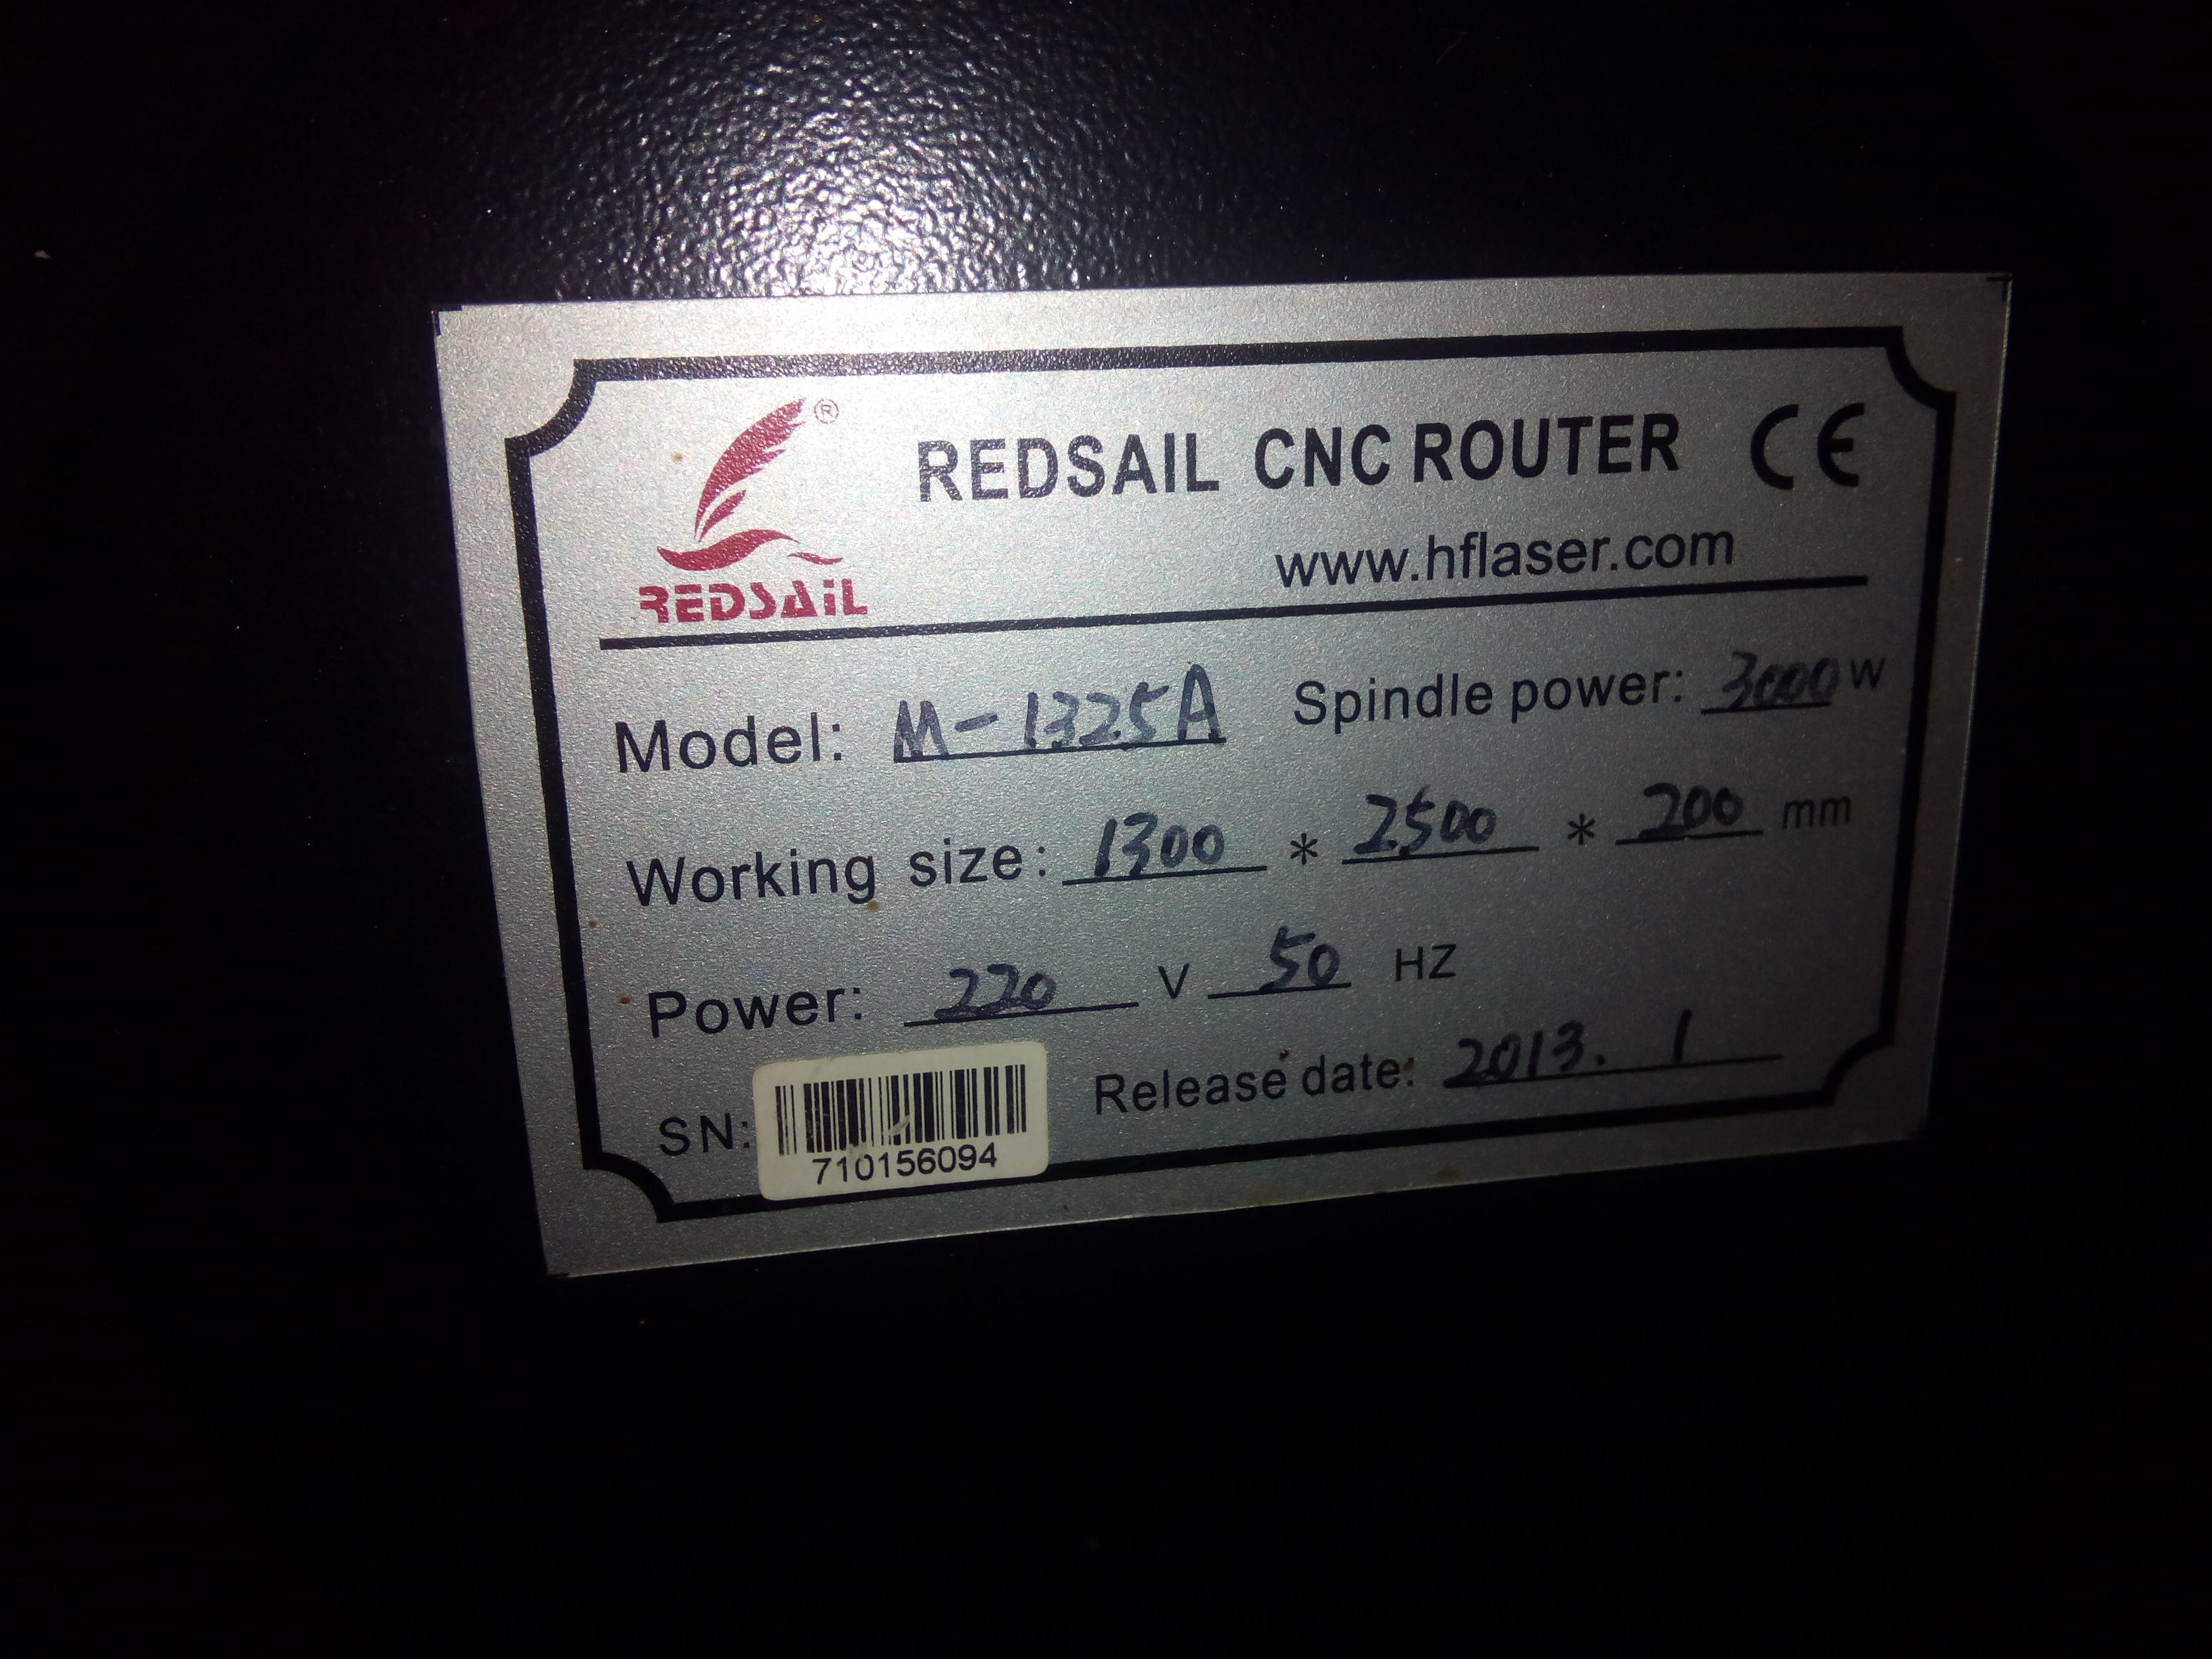 ®
REDSAIL
REDSAIL CNC ROUTER CE
www.hflaser.com
Model: M-1325A Spindle power: 3000 W
Working size: 1300 * 2500 * 200 mm
Power: 220 V 50 HZ
SN: 710156094 Release date: 2013. 1